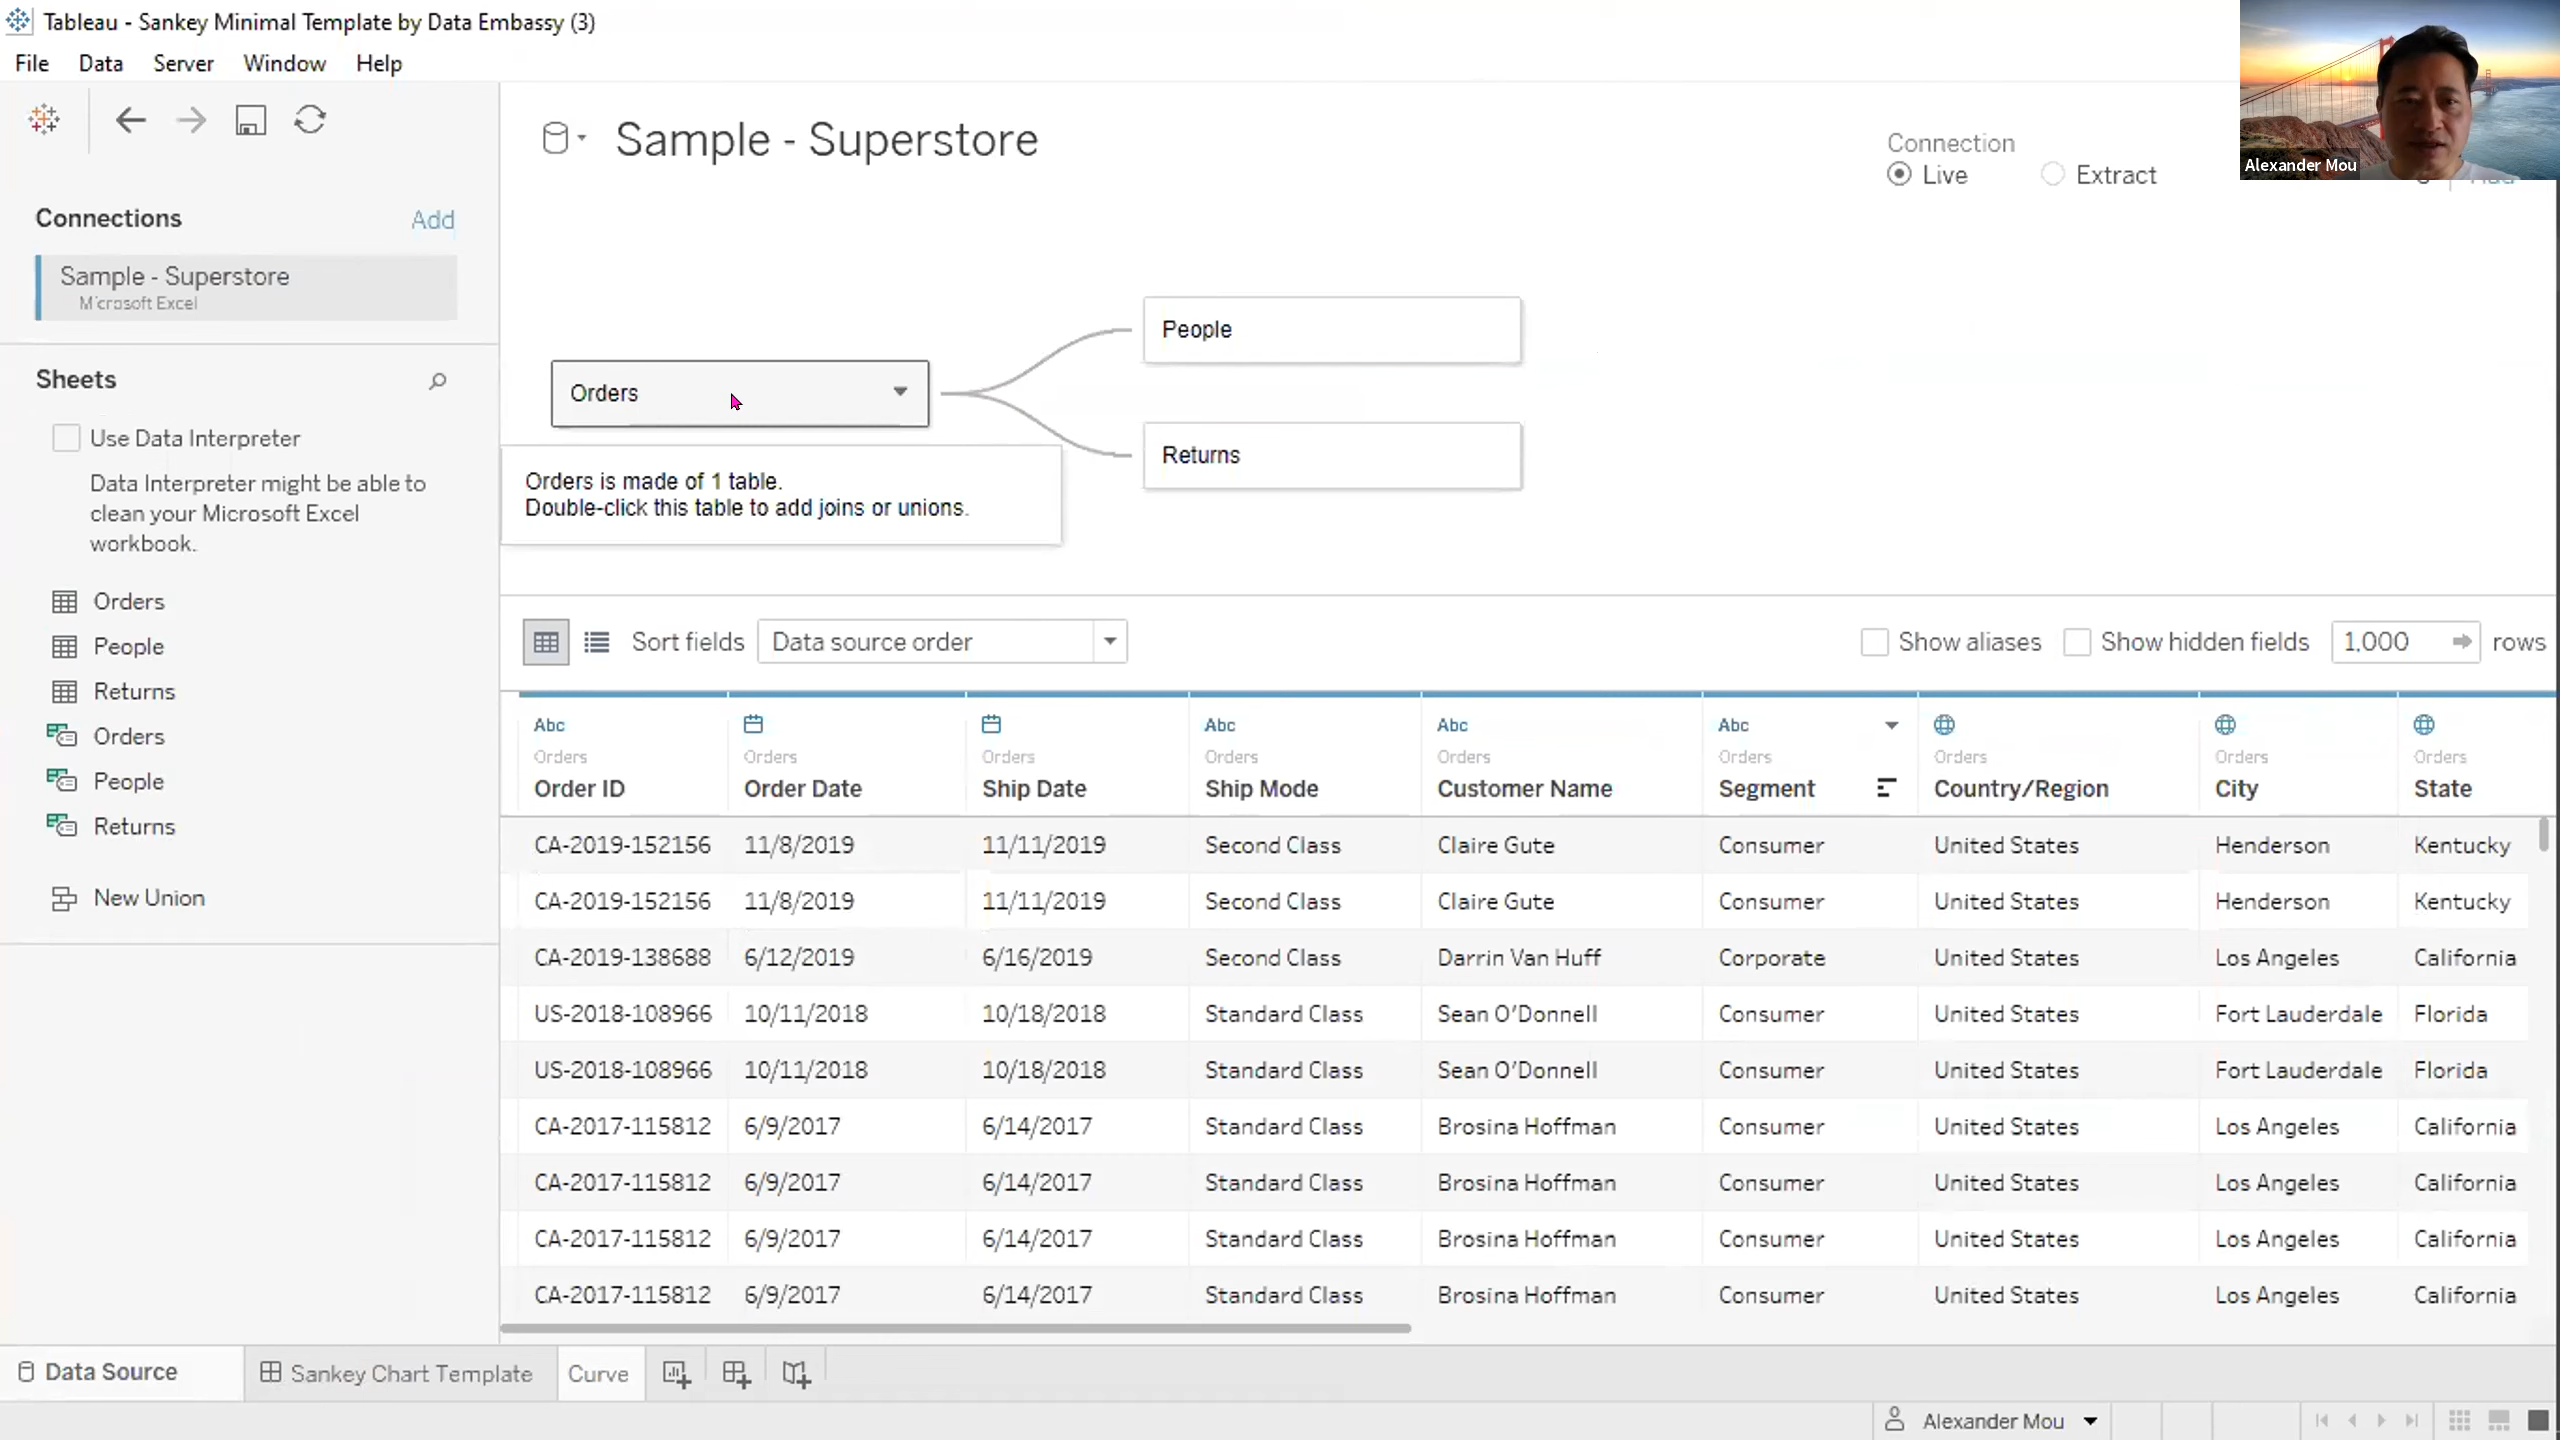 Tableau - Sankey Minimal Template by Data Embassy (3)
File Data Server Window Help
Alexander Mou
Sample - Superstore
Connection
Live Extract
Connections Add
Sample - Superstore
Microsoft Excel
Sheets
Use Data Interpreter
Data Interpreter might be able to
clean your Microsoft Excel
workbook.
Orders
People
Returns
Orders
People
Returns
New Union
Orders
People
Returns
Orders is made of 1 table.
Double-click this table to add joins or unions.
Sort fields Data source order Show aliases Show hidden fields 1,000 rows
Abc Abc Abc Abc
Orders Orders Orders Orders Orders Orders Orders Orders Orders
Order ID Order Date Ship Date Ship Mode Customer Name Segment Country/Region City State
CA-2019-152156 11/8/2019 11/11/2019 Second Class Claire Gute Consumer United States Henderson Kentucky
CA-2019-152156 11/8/2019 11/11/2019 Second Class Claire Gute Consumer United States Henderson Kentucky
CA-2019-138688 6/12/2019 6/16/2019 Second Class Darrin Van Huff Corporate United States Los Angeles California
US-2018-108966 10/11/2018 10/18/2018 Standard Class Sean O'Donnell Consumer United States Fort Lauderdale Florida
US-2018-108966 10/11/2018 10/18/2018 Standard Class Sean O'Donnell Consumer United States Fort Lauderdale Florida
CA-2017-115812 6/9/2017 6/14/2017 Standard Class Brosina Hoffman Consumer United States Los Angeles California
CA-2017-115812 6/9/2017 6/14/2017 Standard Class Brosina Hoffman Consumer United States Los Angeles California
CA-2017-115812 6/9/2017 6/14/2017 Standard Class Brosina Hoffman Consumer United States Los Angeles California
CA-2017-115812 6/9/2017 6/14/2017 Standard Class Brosina Hoffman Consumer United States Los Angeles California
Data Source Sankey Chart Template Curve
Alexander Mou